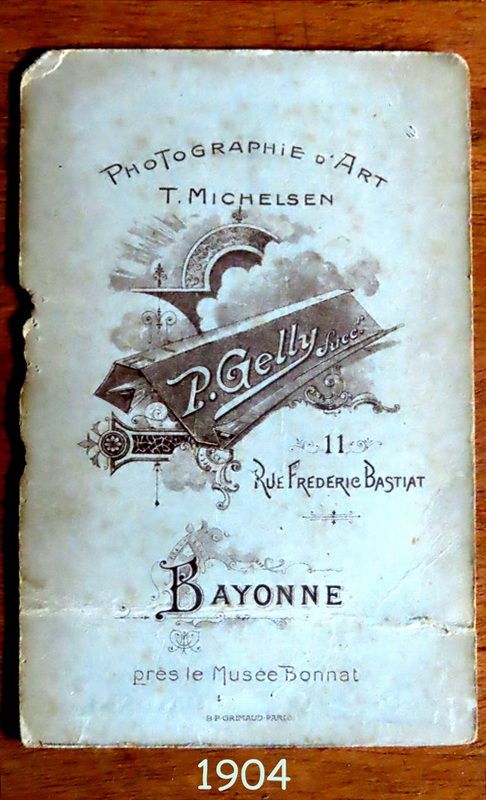 PHOTOGRAPHIE D'ART
T. MICHELSEN
P. Gelly Succr
11
RUE FREDERIC BASTIAT
BAYONNE
près le Musée Bonnat
B-P-GRIMAUD-PARIS
1904